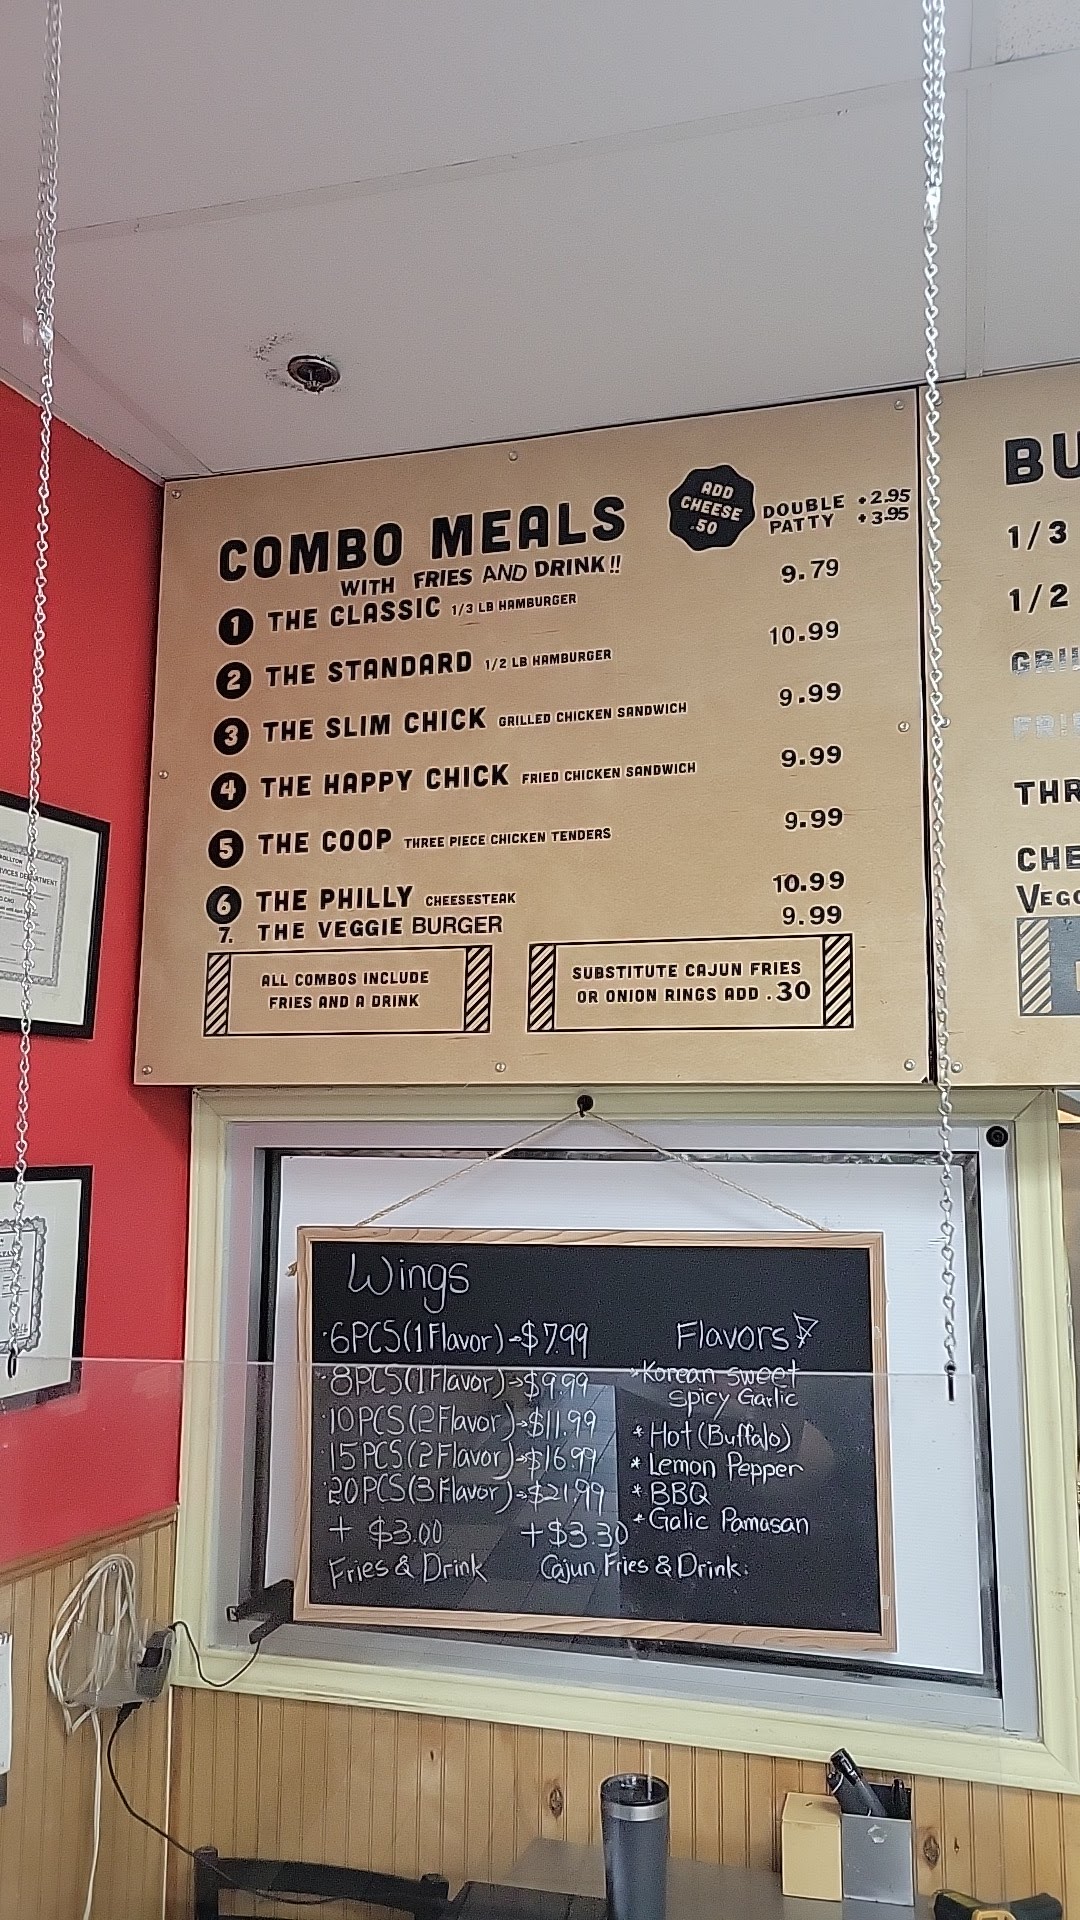 COMBO MEALS
WITH FRIES AND DRINK!!
ADD
CHEESE
.50
DOUBLE +2.95
PATTY +3.95
1 THE CLASSIC 1/3 LB HAMBURGER 9.79
2 THE STANDARD 1/2 LB HAMBURGER 10.99
3 THE SLIM CHICK GRILLED CHICKEN SANDWICH 9.99
4 THE HAPPY CHICK FRIED CHICKEN SANDWICH 9.99
5 THE COOP THREE PIECE CHICKEN TENDERS 9.99
6 THE PHILLY CHEESESTEAK 10.99
7. THE VEGGIE BURGER 9.99
ALL COMBOS INCLUDE
FRIES AND A DRINK
SUBSTITUTE CAJUN FRIES
OR ONION RINGS ADD .30
BU
1/3
1/2
GRIL
FRIE
THR
CHE
VEGG
Wings
·6PCS(1 Flavor)→$7.99
·8PCS(1 Flavor)→$9.99
·10PCS(2 Flavor)→$11.99
·15PCS(2 Flavor)→$16.99
·20PCS(3 Flavor)→$21.99
+ $3.00
Fries & Drink
+$3.30
Cajun Fries & Drink.
Flavors
*Korean sweet
Spicy Garlic
* Hot (Buffalo)
* Lemon Pepper
* BBQ
* Galic Pamasan